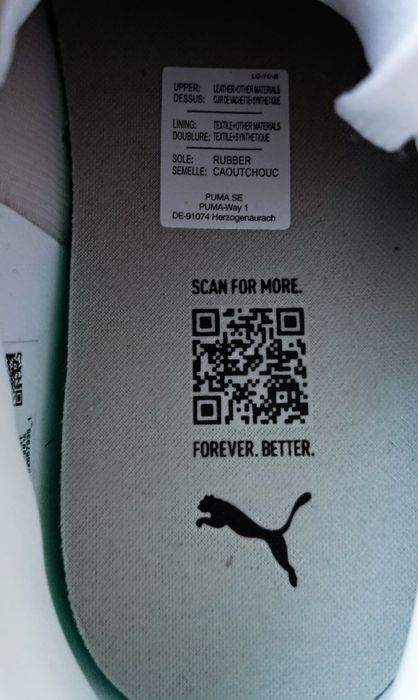 LO-TO-R
UPPER: LEATHER+OTHER MATERIALS
DESSUS: CUIR DE VACHETTE+SYNTHETIQUE
LINING: TEXTILE+OTHER MATERIALS
DOUBLURE: TEXTILE+SYNTHETIQUE
SOLE: RUBBER
SEMELLE: CAOUTCHOUC
PUMA SE
PUMA-Way 1
DE-91074 Herzogenaurach
SCAN FOR MORE.
FOREVER. BETTER.